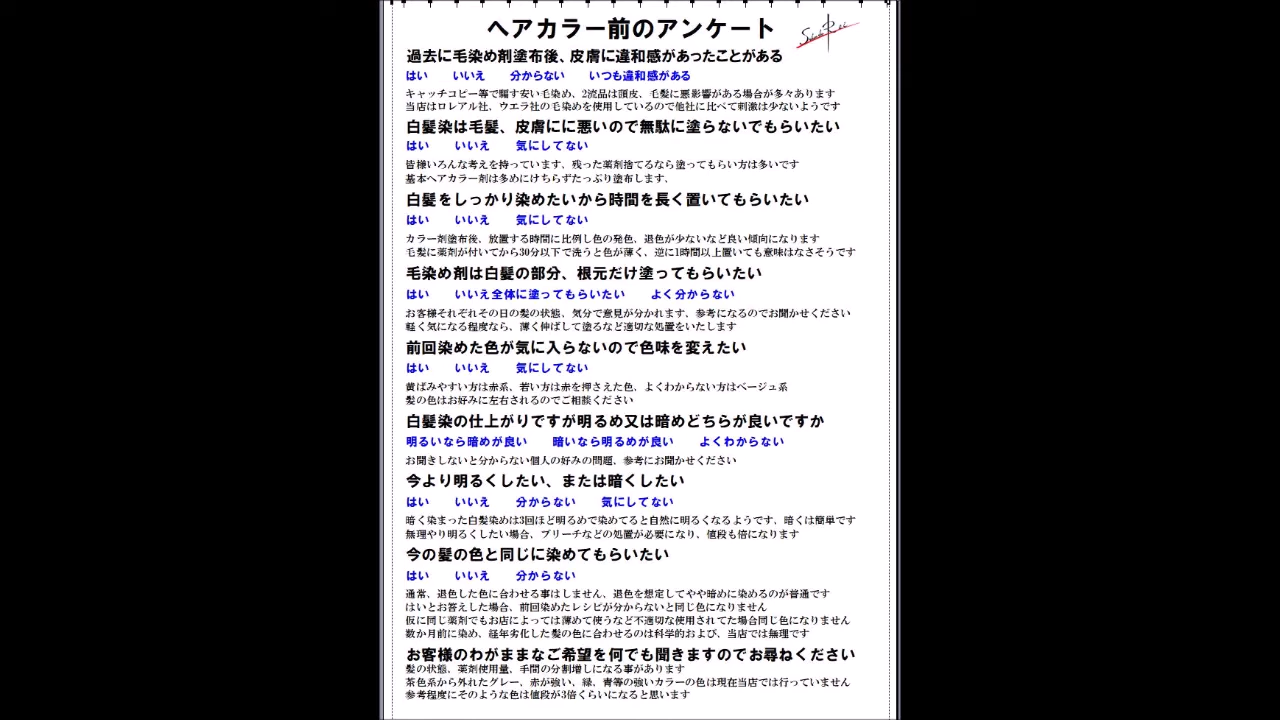 ヘアカラー前のアンケート
過去に毛染め剤塗布後、皮膚に違和感があったことがある
はい　いいえ　分からない　いつも違和感がある
キャッチコピー等で騙す安い毛染め、2流品は頭皮、毛髪に悪影響がある場合が多々あります
当店はロレアル社、ウエラ社の毛染めを使用しているので他社に比べて刺激は少ないようです
白髪染は毛髪、皮膚にに悪いので無駄に塗らないでもらいたい
はい　いいえ　気にしてない
皆様いろんな考えを持っています、残った薬剤捨てるなら塗ってもらい方は多いです
基本ヘアカラー剤は多めにけちらずたっぷり塗布します、
白髪をしっかり染めたいから時間を長く置いてもらいたい
はい　いいえ　気にしてない
カラー剤塗布後、放置する時間に比例し色の発色、退色が少ないなど良い傾向になります
毛髪に薬剤が付いてから30分以下で洗うと色が薄く、逆に1時間以上置いても意味はなさそうです
毛染め剤は白髪の部分、根元だけ塗ってもらいたい
はい　いいえ全体に塗ってもらいたい　よく分からない
お客様それぞれその日の髪の状態、気分で意見が分かれます、参考になるのでお聞かせください
軽く気になる程度なら、薄く伸ばして塗るなど適切な処置をいたします
前回染めた色が気に入らないので色味を変えたい
はい　いいえ　気にしてない
黄ばみやすい方は赤系、若い方は赤を押さえた色、よくわからない方はベージュ系
髪の色はお好みに左右されるのでご相談ください
白髪染の仕上がりですが明るめ又は暗めどちらが良いですか
明るいなら暗めが良い　暗いなら明るめが良い　よくわからない
お聞きしないと分からない個人の好みの問題、参考にお聞かせください
今より明るくしたい、または暗くしたい
はい　いいえ　分からない　気にしてない
暗く染まった白髪染めは3回ほど明るめで染めてると自然に明るくなるようです、暗くは簡単です
無理やり明るくしたい場合、ブリーチなどの処置が必要になり、値段も倍になります
今の髪の色と同じに染めてもらいたい
はい　いいえ　分からない
通常、退色した色に合わせる事はしません、退色を想定してやや暗めに染めるのが普通です
はいとお答えした場合、前回染めたレシピが分からないと同じ色になりません
仮に同じ薬剤でもお店によっては薄めて使うなど不適切な使用されてた場合同じ色になりません
数か月前に染め、経年劣化した髪の色に合わせるのは科学的および、当店では無理です
お客様のわがままなご希望を何でも聞きますのでお尋ねください
髪の状態、薬剤使用量、手間の分割増しになる事があります
茶色系から外れたグレー、赤が強い、緑、青等の強いカラーの色は現在当店では行っていません
参考程度にそのような色は値段が3倍くらいになると思います